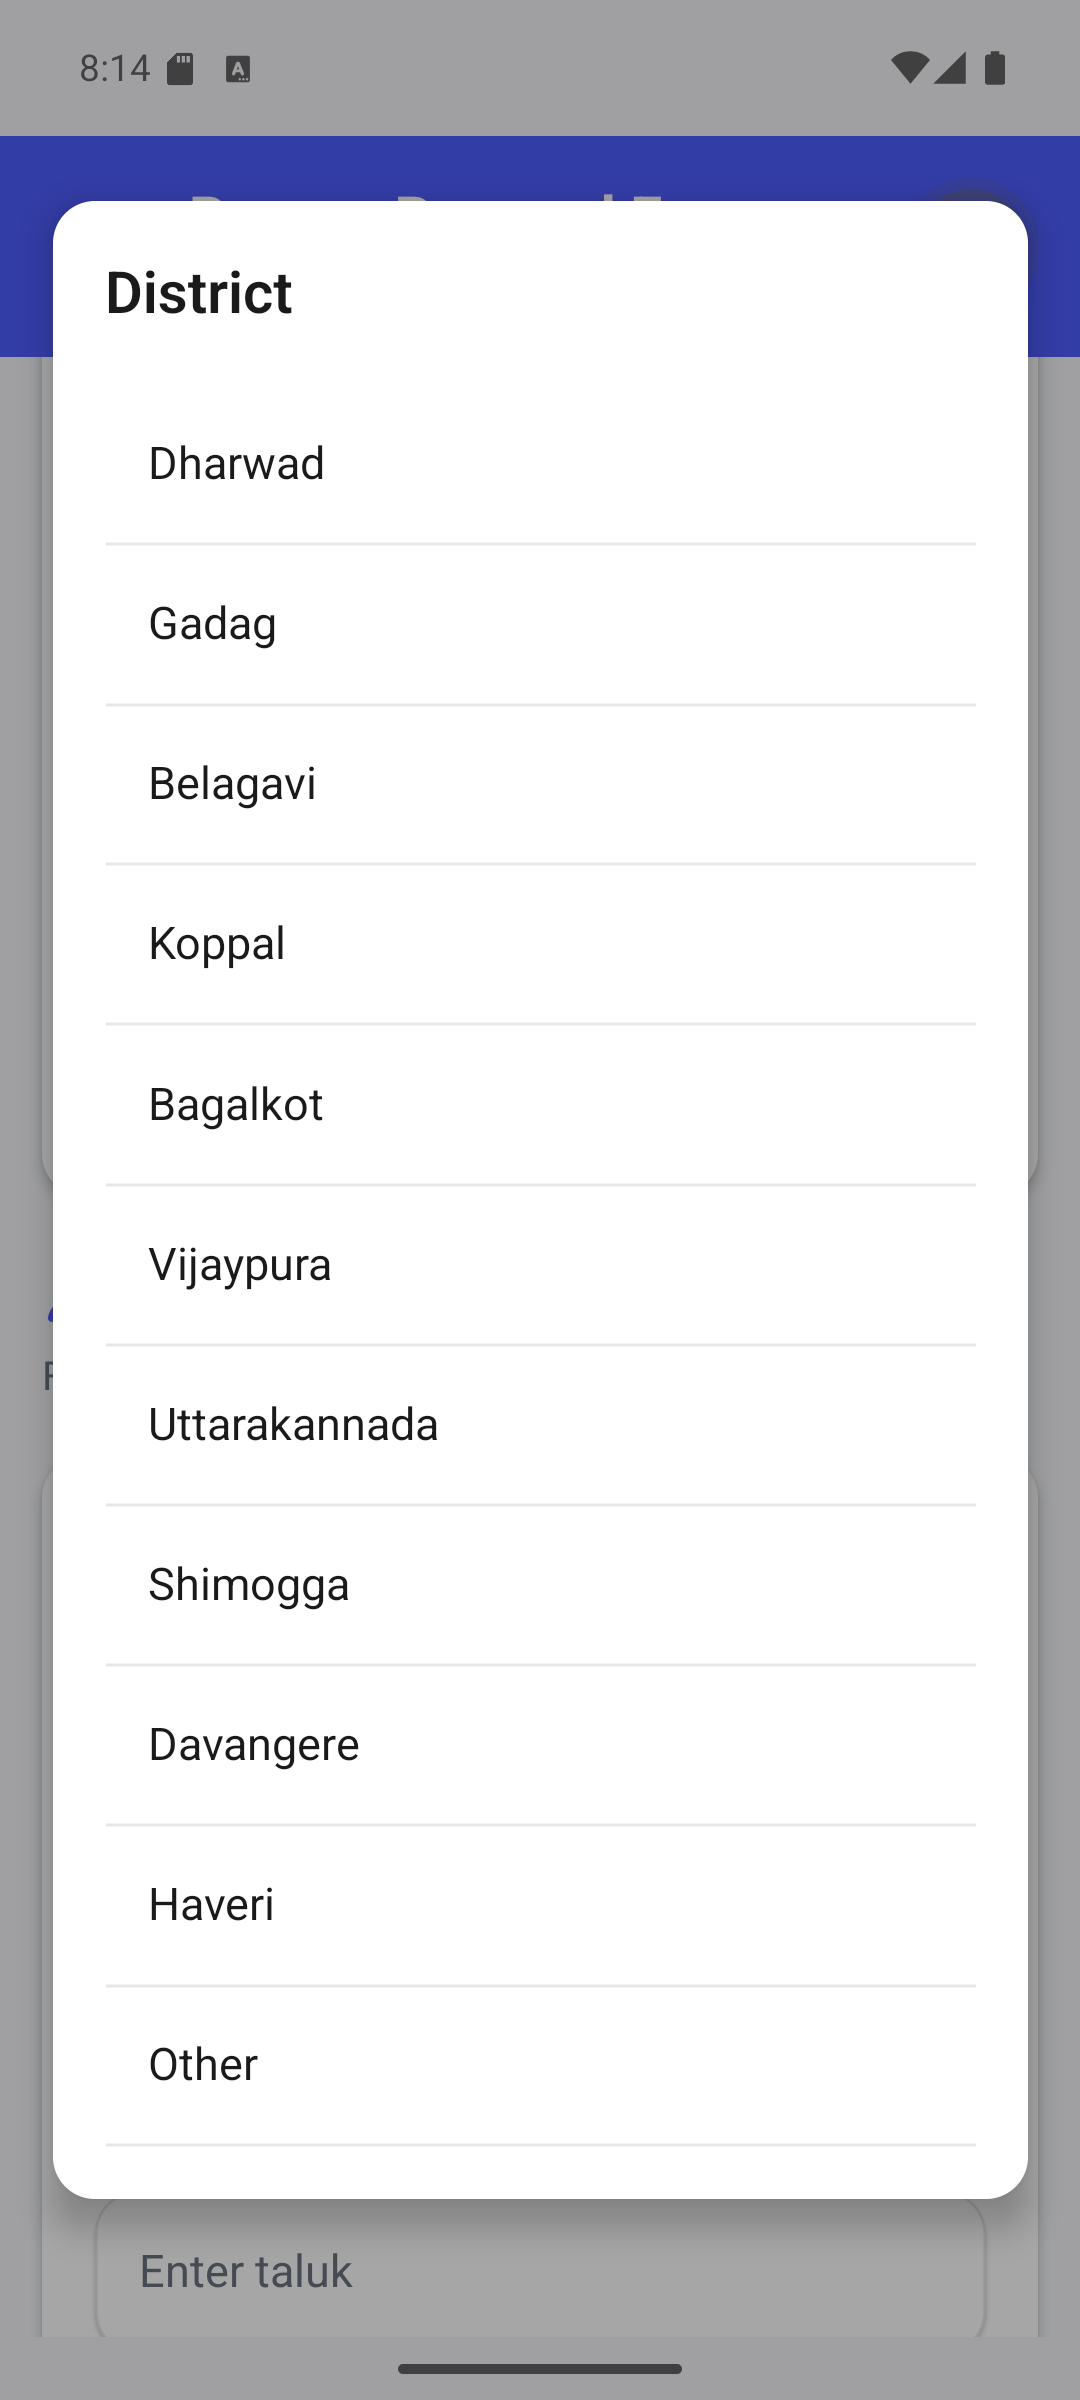 8:14
District
Dharwad
Gadag
Belagavi
Koppal
Bagalkot
Vijaypura
Uttarakannada
Shimogga
Davangere
Haveri
Other
Enter taluk